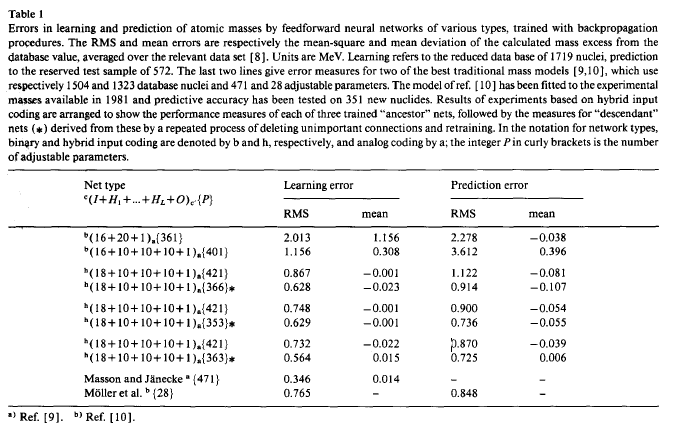 Table 1
Errors in learning and prediction of atomic masses by feedforward neural networks of various types, trained with backpropagation
procedures. The RMS and mean errors are respectively the mean-square and mean deviation of the calculated mass excess from the
database value, averaged over the relevant data set [8]. Units are MeV. Learning refers to the reduced data base of 1719 nuclei, prediction
to the reserved test sample of 572. The last two lines give error measures for two of the best traditional mass models [9,10], which use
respectively 1504 and 1323 database nuclei and 471 and 28 adjustable parameters. The model of ref. [10] has been fitted to the experimental
masses available in 1981 and predictive accuracy has been tested on 351 new nuclides. Results of experiments based on hybrid input
coding are arranged to show the performance measures of each of three trained "ancestor" nets, followed by the measures for "descendant"
nets (*) derived from these by a repeated process of deleting unimportant connections and retraining. In the notation for network types,
binary and hybrid input coding are denoted by b and h, respectively, and analog coding by a; the integer P in curly brackets is the number
of adjustable parameters.
Net type Learning error Prediction error
c(I+H1+...+HL+O)c'{P}
RMS mean RMS mean
b(16+20+1)a{361} 2.013 1.156 2.278 −0.038
b(16+10+10+10+1)a{401} 1.156 0.308 3.612 0.396
h(18+10+10+10+1)a{421} 0.867 −0.001 1.122 −0.081
h(18+10+10+10+1)a{366}* 0.628 −0.023 0.914 −0.107
h(18+10+10+10+1)a{421} 0.748 −0.001 0.900 −0.054
h(18+10+10+10+1)a{353}* 0.629 −0.001 0.736 −0.055
h(18+10+10+10+1)a{421} 0.732 −0.022 0.870 −0.039
h(18+10+10+10+1)a{363}* 0.564 0.015 0.725 0.006
Masson and Jänecke a {471} 0.346 0.014 – –
Möller et al. b {28} 0.765 – 0.848 –
a) Ref. [9]. b) Ref. [10].